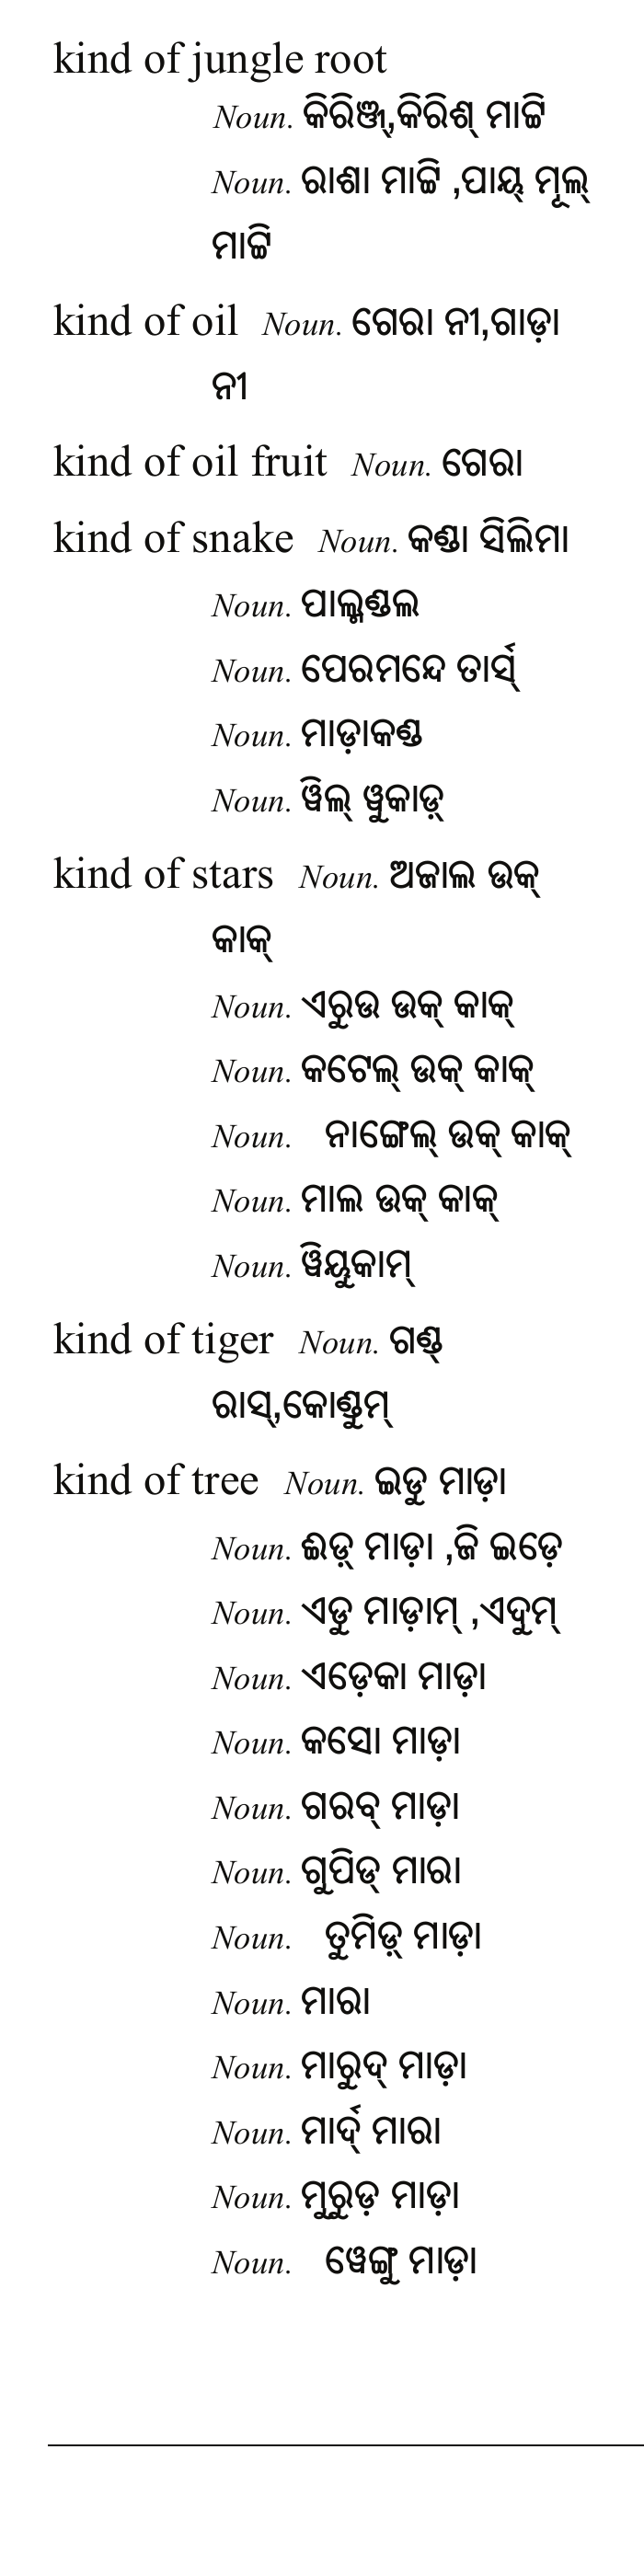 kind of jungle root
Noun. କିରିଞ୍ଜ୍,କିରିଶ୍ ମାଟ୍ଟି
Noun. ରାଶା ମାଟ୍ଟି ,ପାୟ୍ ମୂଲ୍
ମାଟ୍ଟି
kind of oil Noun. ଗେରା ନୀ,ଗାଡ଼ା
ନୀ
kind of oil fruit Noun. ଗେରା
kind of snake Noun. କଣ୍ଡା ସିଲିମା
Noun. ପାଲ୍ମଣ୍ଡଲ
Noun. ପେରମନ୍ଦେ ତାର୍ସ୍
Noun. ମାଡ଼ାକଣ୍ଡ
Noun. ୱିଲ୍ ୱୁକାଡ଼୍
kind of stars Noun. ଅଜାଲ ଉକ୍
କାକ୍
Noun. ଏରୁଉ ଉକ୍ କାକ୍
Noun. କଟେଲ୍ ଉକ୍ କାକ୍
Noun. ନାଙ୍ଗେଲ୍ ଉକ୍ କାକ୍
Noun. ମାଲ ଉକ୍ କାକ୍
Noun. ୱିୟୁକାମ୍
kind of tiger Noun. ଗଣ୍ଡ୍
ରାସ୍,କୋଣ୍ଡୁମ୍
kind of tree Noun. ଇଡୁ ମାଡ଼ା
Noun. ଈଡ଼୍ ମାଡ଼ା ,ଜି ଇଡ଼େ
Noun. ଏଡୁ ମାଡ଼ାମ୍ ,ଏଦୁମ୍
Noun. ଏଡ଼େକା ମାଡ଼ା
Noun. କସୋ ମାଡ଼ା
Noun. ଗରବ୍ ମାଡ଼ା
Noun. ଗୁପିଡ୍ ମାରା
Noun. ତୁମିଡ଼୍ ମାଡ଼ା
Noun. ମାରା
Noun. ମାରୁଦ୍ ମାଡ଼ା
Noun. ମାର୍ଦ୍ ମାରା
Noun. ମୁରୁଡ଼ ମାଡ଼ା
Noun. ୱେଙ୍ଗୁ ମାଡ଼ା